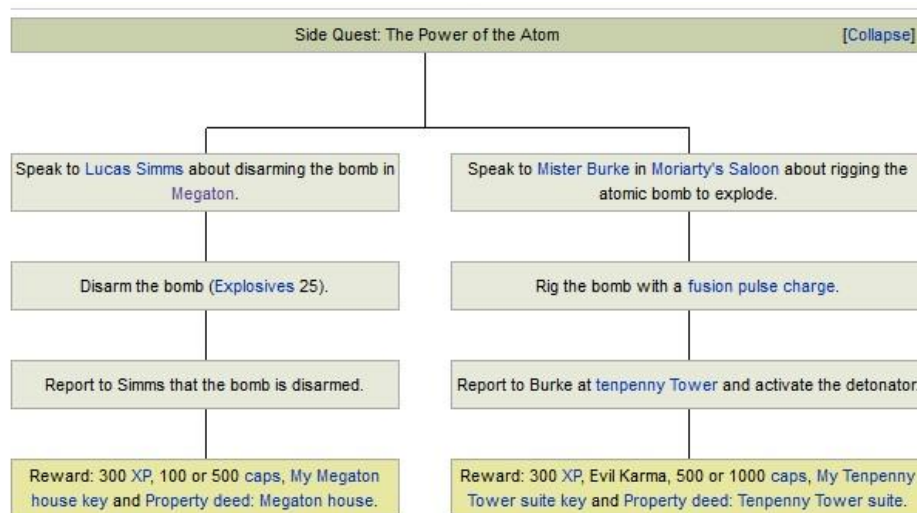 Side Quest: The Power of the Atom
[Collapse]
Speak to Lucas Simms about disarming the bomb in
Megaton.
Speak to Mister Burke in Moriarty's Saloon about rigging the
atomic bomb to explode.
Disarm the bomb (Explosives 25).
Rig the bomb with a fusion pulse charge.
Report to Simms that the bomb is disarmed.
Report to Burke at tenpenny Tower and activate the detonator.
Reward: 300 XP, 100 or 500 caps, My Megaton
house key and Property deed: Megaton house.
Reward: 300 XP, Evil Karma, 500 or 1000 caps, My Tenpenny
Tower suite key and Property deed: Tenpenny Tower suite.